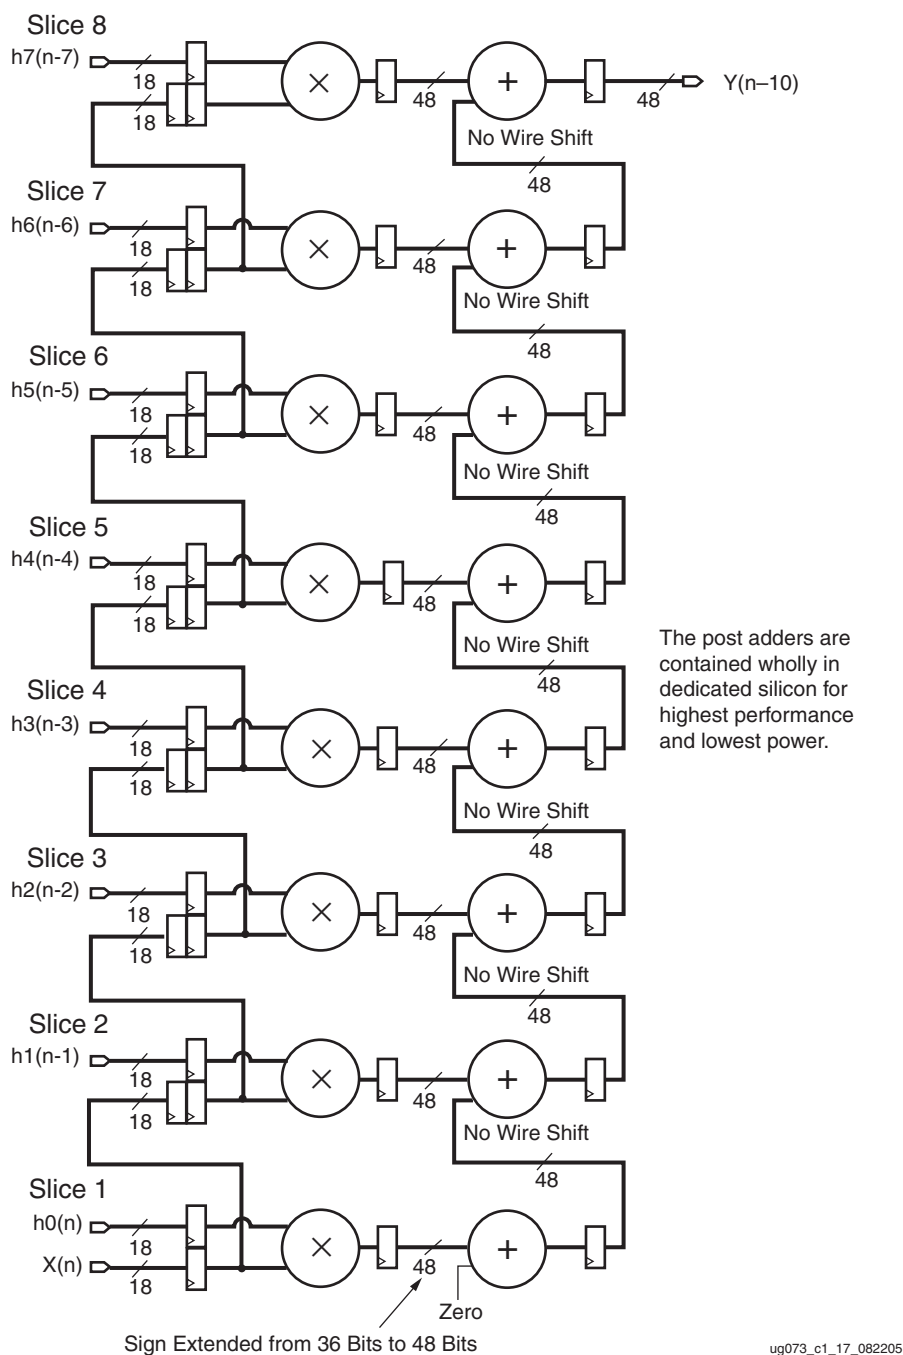 Slice 8
h7(n-7)
18
18
×
48
+
48
Y(n–10)
No Wire Shift
48
Slice 7
h6(n-6)
18
18
×
48
+
No Wire Shift
48
Slice 6
h5(n-5)
18
18
×
48
+
No Wire Shift
48
Slice 5
h4(n-4)
18
18
×
48
+
No Wire Shift
48
The post adders are
contained wholly in
dedicated silicon for
highest performance
and lowest power.
Slice 4
h3(n-3)
18
18
×
48
+
No Wire Shift
48
Slice 3
h2(n-2)
18
18
×
48
+
No Wire Shift
48
Slice 2
h1(n-1)
18
18
×
48
+
No Wire Shift
48
Slice 1
h0(n)
18
X(n)
18
×
48
+
Zero
Sign Extended from 36 Bits to 48 Bits
ug073_c1_17_082205